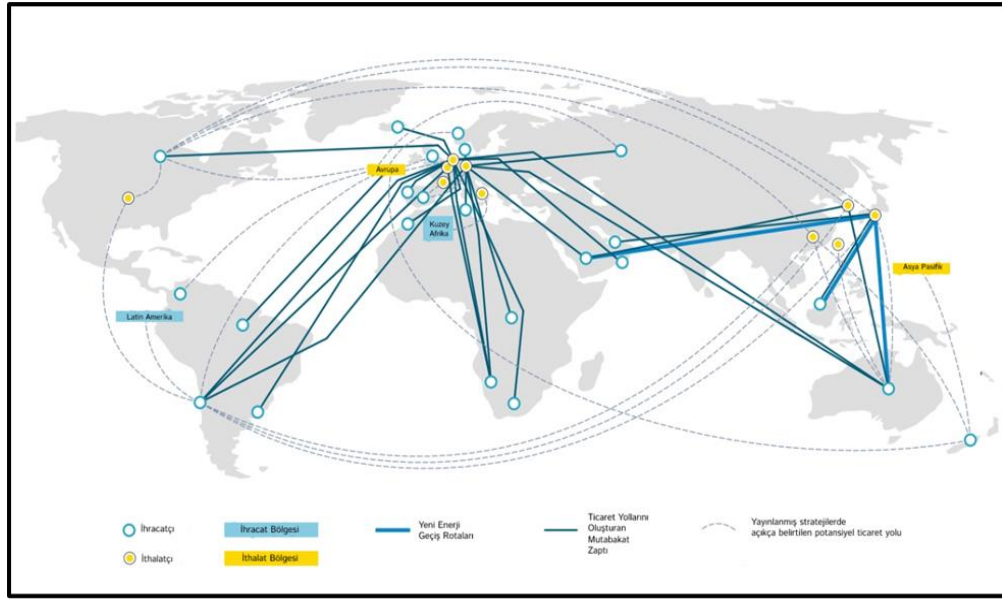 Avrupa
Kuzey
Afrika
Asya Pasifik
Latin Amerika
İhracatçı
İthalatçı
İhracat Bölgesi
İthalat Bölgesi
Yeni Enerji
Geçiş Rotaları
Ticaret Yollarını
Oluşturan
Mutabakat
Zaptı
Yayınlanmış stratejilerde
açıkça belirtilen potansiyel ticaret yolu